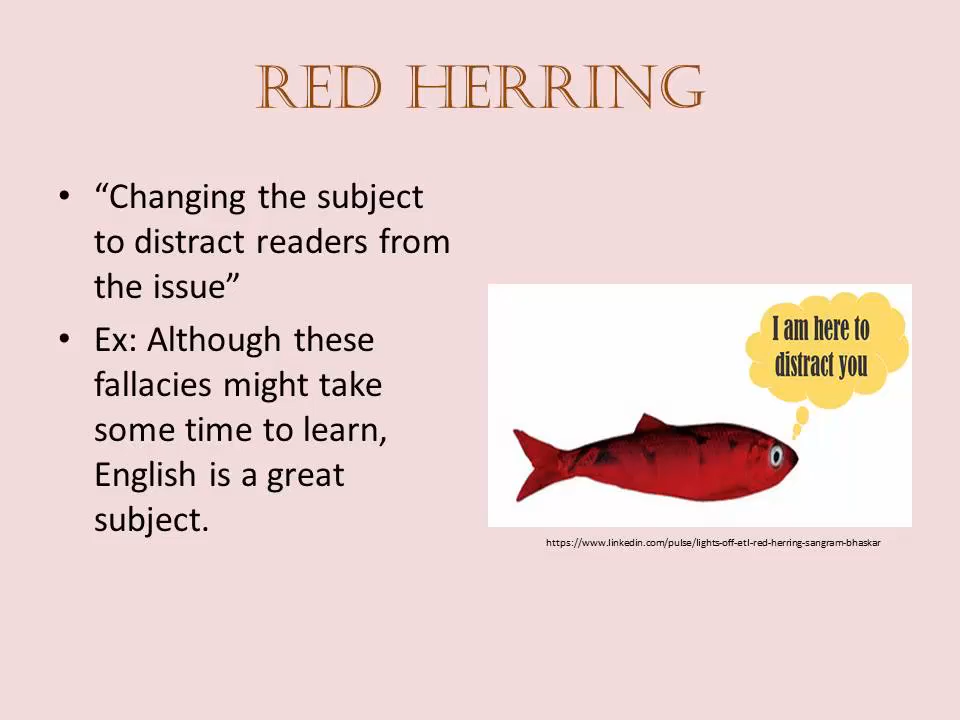 RED HERRING
• “Changing the subject
to distract readers from
the issue”
• Ex: Although these
fallacies might take
some time to learn,
English is a great
subject.
I am here to
distract you
https://www.linkedin.com/pulse/lights-off-etl-red-herring-sangram-bhaskar